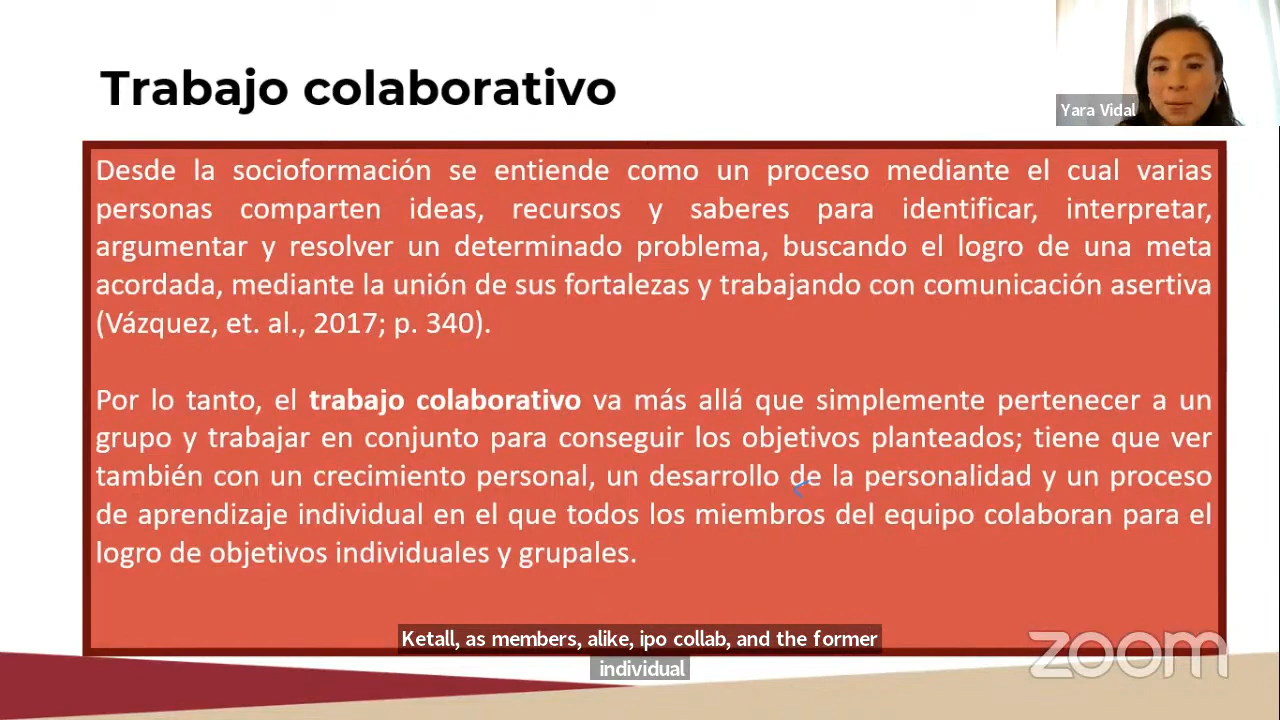 Trabajo colaborativo
Yara Vidal
Desde la socioformación se entiende como un proceso mediante el cual varias
personas comparten ideas, recursos y saberes para identificar, interpretar,
argumentar y resolver un determinado problema, buscando el logro de una meta
acordada, mediante la unión de sus fortalezas y trabajando con comunicación asertiva
(Vázquez, et. al., 2017; p. 340).
Por lo tanto, el trabajo colaborativo va más allá que simplemente pertenecer a un
grupo y trabajar en conjunto para conseguir los objetivos planteados; tiene que ver
también con un crecimiento personal, un desarrollo de la personalidad y un proceso
de aprendizaje individual en el que todos los miembros del equipo colaboran para el
logro de objetivos individuales y grupales.
Ketall, as members, alike, ipo collab, and the former
individual
zoom